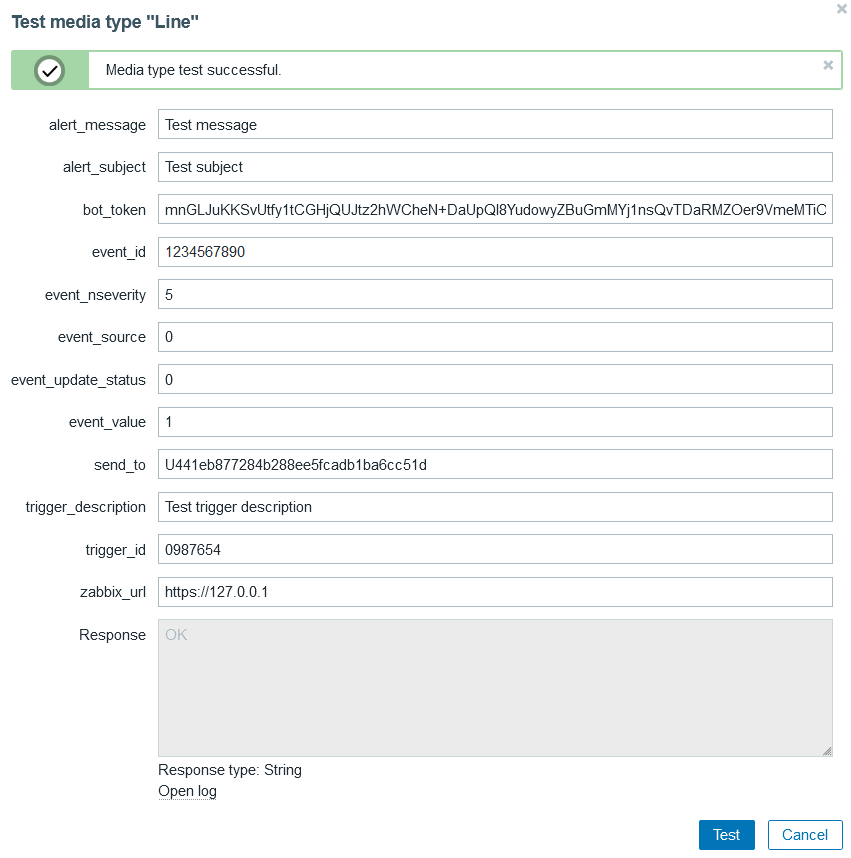 Test media type "Line"
Media type test successful.
alert_message Test message
alert_subject Test subject
bot_token mnGLJuKKSvUtfy1tCGHjQUJtz2hWCheN+DaUpQI8YudowyZBuGmMYj1nsQvTDaRMZOer9VmeMTiC
event_id 1234567890
event_nseverity 5
event_source 0
event_update_status 0
event_value 1
send_to U441eb877284b288ee5fcadb1ba6cc51d
trigger_description Test trigger description
trigger_id 0987654
zabbix_url https://127.0.0.1
Response OK
Response type: String
Open log
Test Cancel